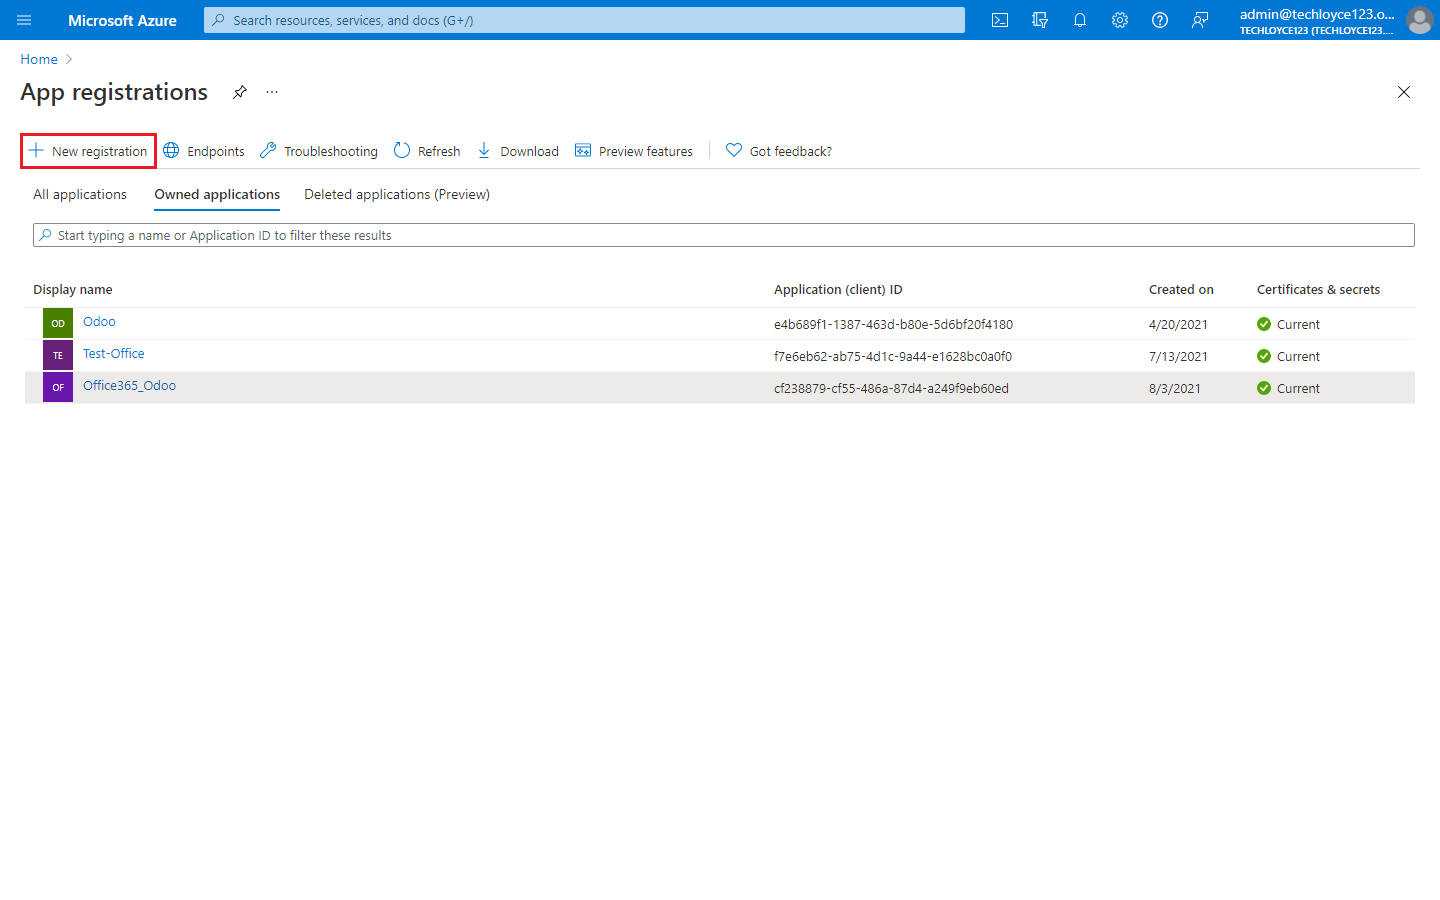 Microsoft Azure
Search resources, services, and docs (G+/)
admin@techloyce123.o...
TECHLOYCE123 (TECHLOYCE123....
Home
App registrations
New registration
Endpoints
Troubleshooting
Refresh
Download
Preview features
Got feedback?
All applications
Owned applications
Deleted applications (Preview)
Start typing a name or Application ID to filter these results
Display name
Application (client) ID
Created on
Certificates & secrets
OD
Odoo
e4b689f1-1387-463d-b80e-5d6bf20f4180
4/20/2021
Current
TE
Test-Office
f7e6eb62-ab75-4d1c-9a44-e1628bc0a0f0
7/13/2021
Current
OF
Office365_Odoo
cf238879-cf55-486a-87d4-a249f9eb60ed
8/3/2021
Current